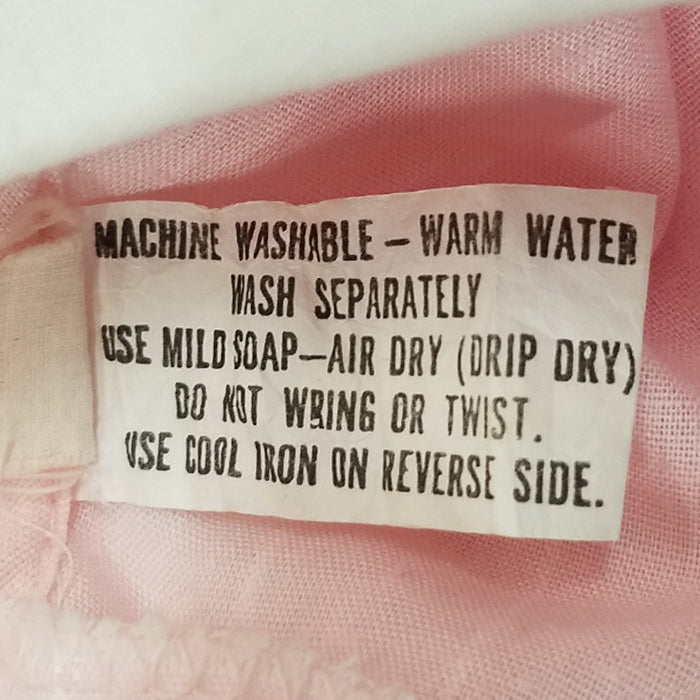 MACHINE WASHABLE – WARM WATER
WASH SEPARATELY
USE MILD SOAP—AIR DRY (DRIP DRY)
DO NOT WRING OR TWIST.
USE COOL IRON ON REVERSE SIDE.